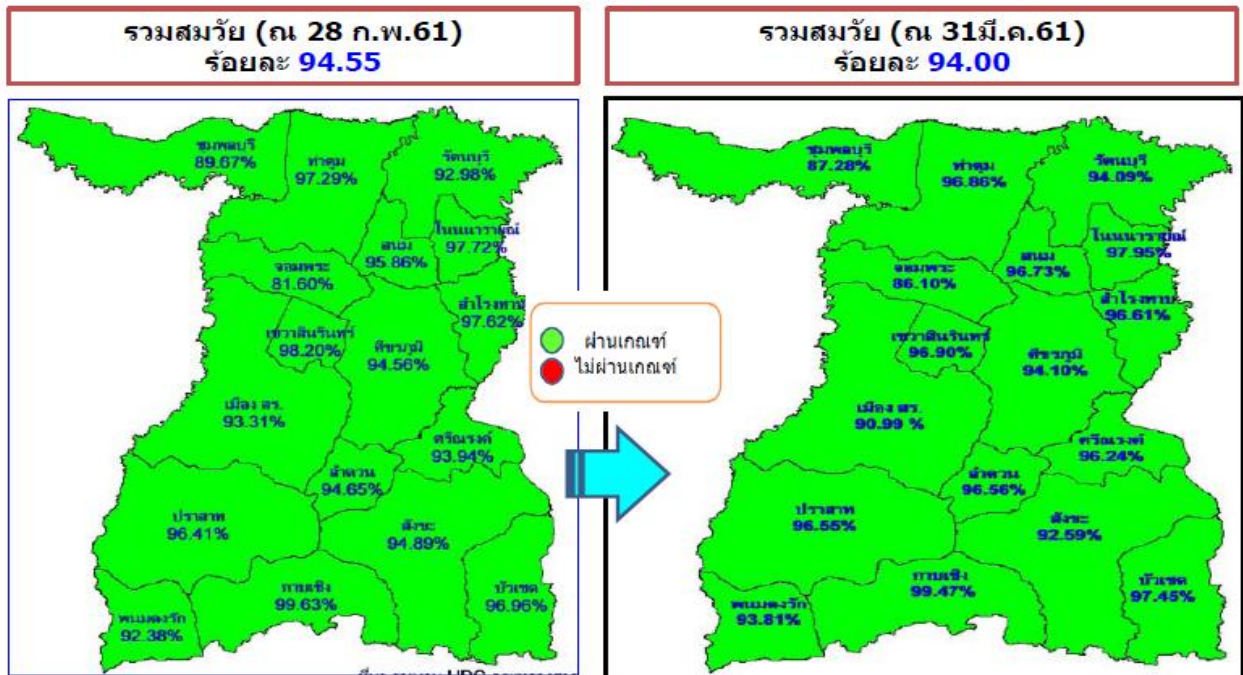 รวมสมวัย (ณ 28 ก.พ.61)
ร้อยละ 94.55
ชุมพลบุรี
89.67%
ท่าตูม
97.29%
รัตนบุรี
92.98%
โนนนารายณ์
97.72%
สนม
95.86%
จอมพระ
81.60%
สำโรงทาบ
97.62%
เขวาสินรินทร์
98.20%
ศีขรภูมิ
94.56%
เมือง สร.
93.31%
ศรีณรงค์
93.94%
ลำดวน
94.65%
ปราสาท
96.41%
สังขะ
94.89%
กาบเชิง
99.63%
บัวเชด
96.96%
พนมดงรัก
92.38%
ผ่านเกณฑ์
ไม่ผ่านเกณฑ์
รวมสมวัย (ณ 31มี.ค.61)
ร้อยละ 94.00
ชุมพลบุรี
87.28%
ท่าตูม
96.86%
รัตนบุรี
94.09%
โนนนารายณ์
97.95%
สนม
96.73%
จอมพระ
86.10%
สำโรงทาบ
96.61%
เขวาสินรินทร์
96.90%
ศีขรภูมิ
94.10%
เมือง สร.
90.99 %
ศรีณรงค์
96.24%
ลำดวน
96.56%
ปราสาท
96.55%
สังขะ
92.59%
กาบเชิง
99.47%
บัวเชด
97.45%
พนมดงรัก
93.81%